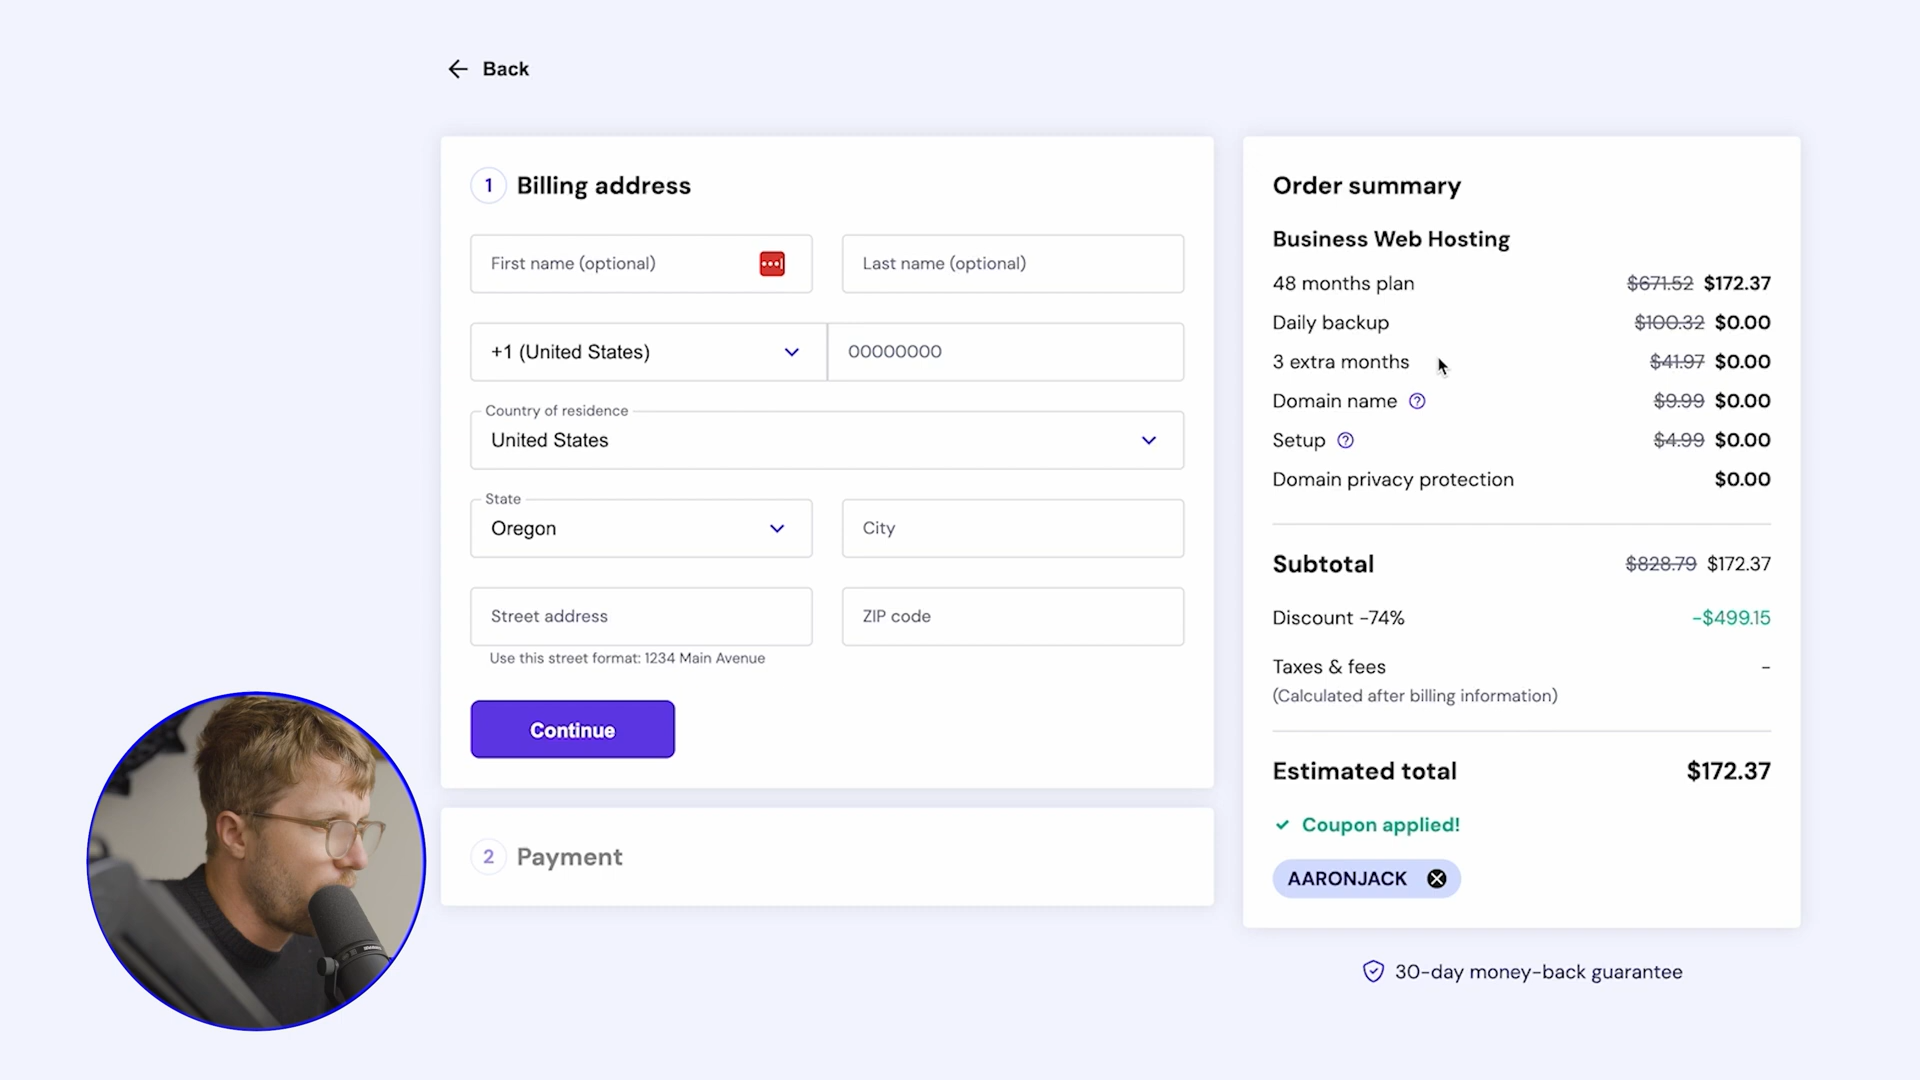 Back
1 Billing address
First name (optional)
Last name (optional)
+1 (United States)
00000000
Country of residence
United States
State
Oregon
City
Street address
ZIP code
Use this street format: 1234 Main Avenue
Continue
2 Payment
Order summary
Business Web Hosting
48 months plan $671.52 $172.37
Daily backup $100.32 $0.00
3 extra months $41.97 $0.00
Domain name ? $9.99 $0.00
Setup ? $4.99 $0.00
Domain privacy protection $0.00
Subtotal $828.79 $172.37
Discount -74% -$499.15
Taxes & fees -
(Calculated after billing information)
Estimated total $172.37
Coupon applied!
AARONJACK
30-day money-back guarantee